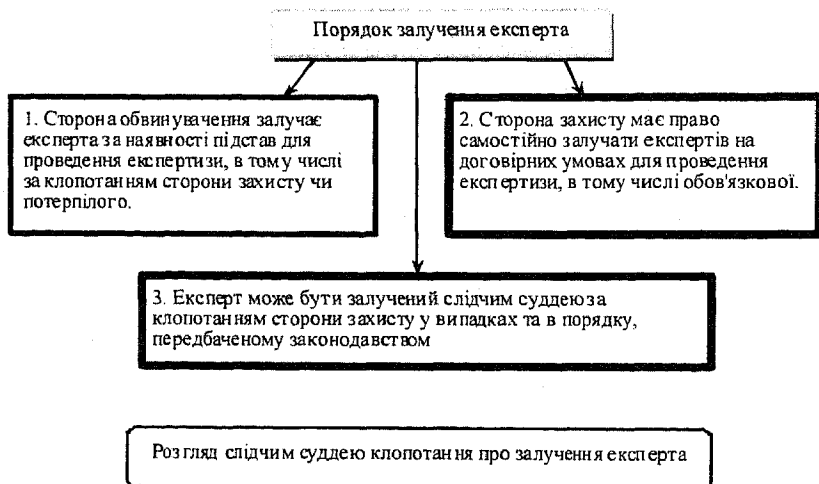 Порядок залучення експерта
1. Сторона обвинувачення залучає
експерта за наявності підстав для
проведення експертизи, в тому числі
за клопотанням сторони захисту чи
потерпілого.
2. Сторона захисту має право
самостійно залучати експертів на
договірних умовах для проведення
експертизи, в тому числі обов'язкової.
3. Експерт може бути залучений слідчим суддею за
клопотанням сторони захисту у випадках та в порядку,
передбаченому законодавством
Розгляд слідчим суддею клопотання про залучення експерта